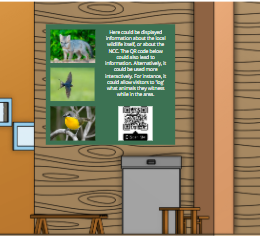 Here could be displayed
information about the local
wildlife itself, or about the
NCC. The QR code below
could also lead to
information. Alternatively, it
could be used more
interactively. For instance, it
could allow visitors to 'log'
what animals they witness
while in the area.